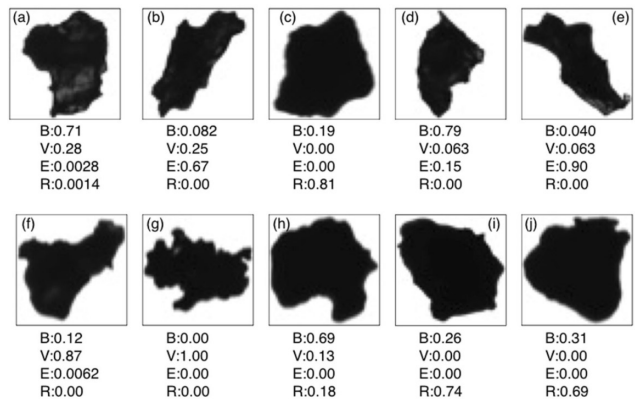 (a) (b) (c) (d) (e)
B:0.71 B:0.082 B:0.19 B:0.79 B:0.040
V:0.28 V:0.25 V:0.00 V:0.063 V:0.063
E:0.0028 E:0.67 E:0.00 E:0.15 E:0.90
R:0.0014 R:0.00 R:0.81 R:0.00 R:0.00
(f) (g) (h) (i) (j)
B:0.12 B:0.00 B:0.69 B:0.26 B:0.31
V:0.87 V:1.00 V:0.13 V:0.00 V:0.00
E:0.0062 E:0.00 E:0.00 E:0.00 E:0.00
R:0.00 R:0.00 R:0.18 R:0.74 R:0.69